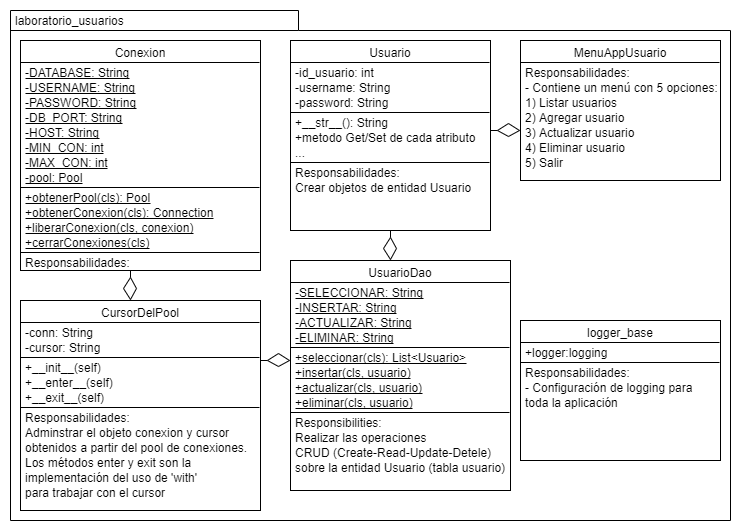 laboratorio_usuarios
Conexion
-DATABASE: String
-USERNAME: String
-PASSWORD: String
-DB_PORT: String
-HOST: String
-MIN_CON: int
-MAX_CON: int
-pool: Pool
+obtenerPool(cls): Pool
+obtenerConexion(cls): Connection
+liberarConexion(cls, conexion)
+cerrarConexiones(cls)
Responsabilidades:
Usuario
-id_usuario: int
-username: String
-password: String
+__str__(): String
+metodo Get/Set de cada atributo
...
Responsabilidades:
Crear objetos de entidad Usuario
MenuAppUsuario
Responsabilidades:
- Contiene un menú con 5 opciones:
1) Listar usuarios
2) Agregar usuario
3) Actualizar usuario
4) Eliminar usuario
5) Salir
CursorDelPool
-conn: String
-cursor: String
+__init__(self)
+__enter__(self)
+__exit__(self)
Responsabilidades:
Adminstrar el objeto conexion y cursor
obtenidos a partir del pool de conexiones.
Los métodos enter y exit son la
implementación del uso de 'with'
para trabajar con el cursor
UsuarioDao
-SELECCIONAR: String
-INSERTAR: String
-ACTUALIZAR: String
-ELIMINAR: String
+seleccionar(cls): List<Usuario>
+insertar(cls, usuario)
+actualizar(cls, usuario)
+eliminar(cls, usuario)
Responsibilities:
Realizar las operaciones
CRUD (Create-Read-Update-Detele)
sobre la entidad Usuario (tabla usuario)
logger_base
+logger:logging
Responsabilidades:
- Configuración de logging para
toda la aplicación